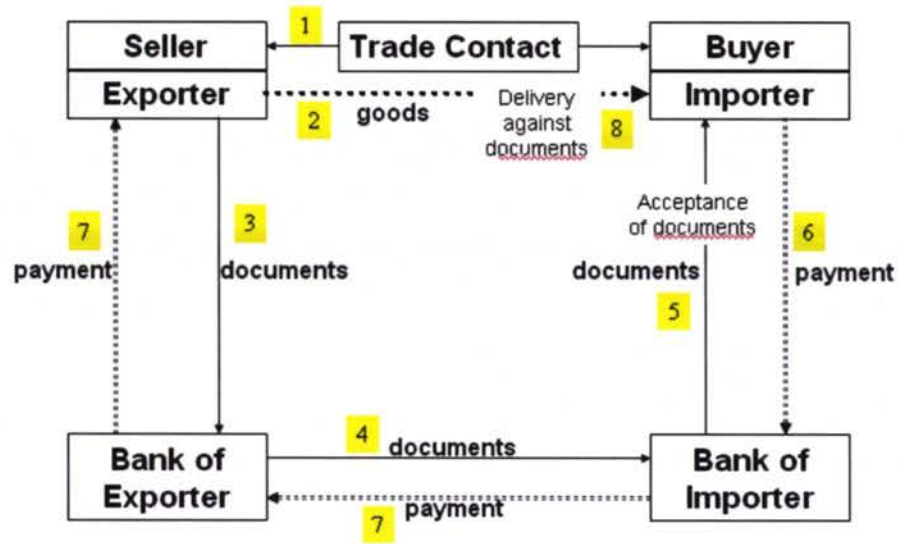 1
Seller
Trade Contact
Buyer
Exporter
2
goods
Delivery
against
documents
8
Importer
7
payment
3
documents
Acceptance
of documents
documents
5
6
payment
4
documents
Bank of
Exporter
7
payment
Bank of
Importer